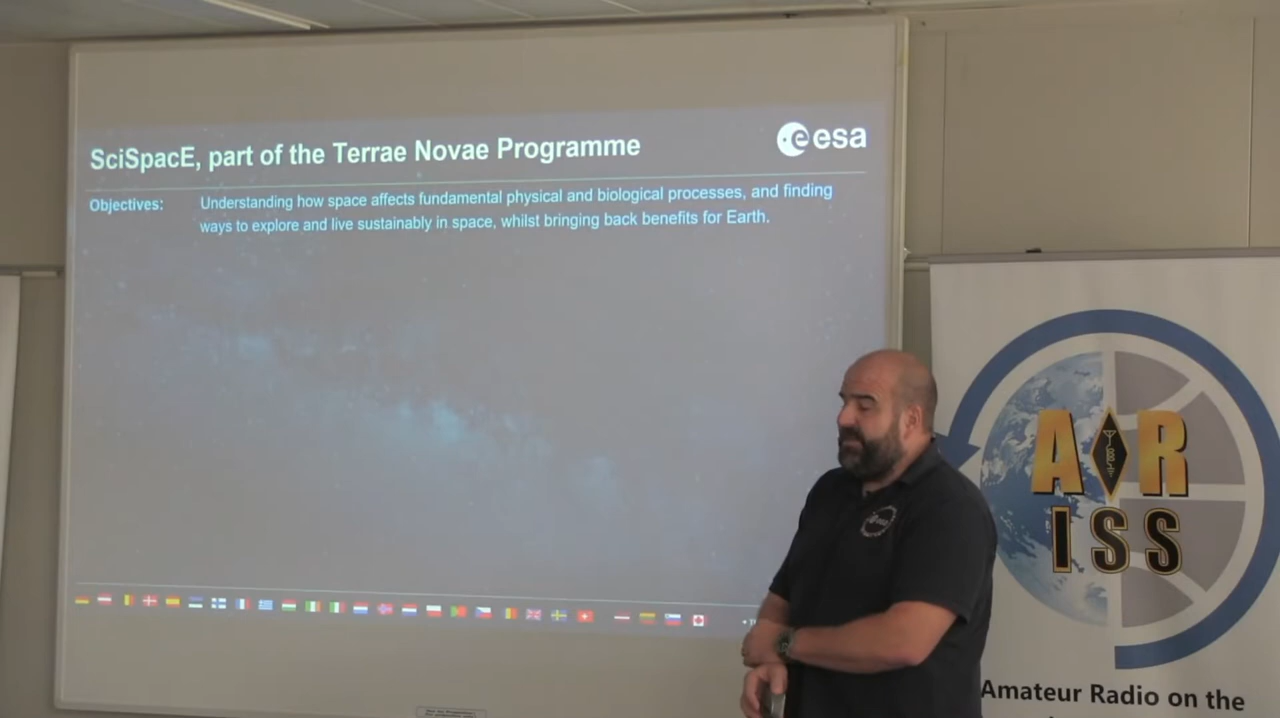 SciSpacE, part of the Terrae Novae Programme
esa
Objectives: Understanding how space affects fundamental physical and biological processes, and finding
ways to explore and live sustainably in space, whilst bringing back benefits for Earth.
esa
A R
ISS
Amateur Radio on the